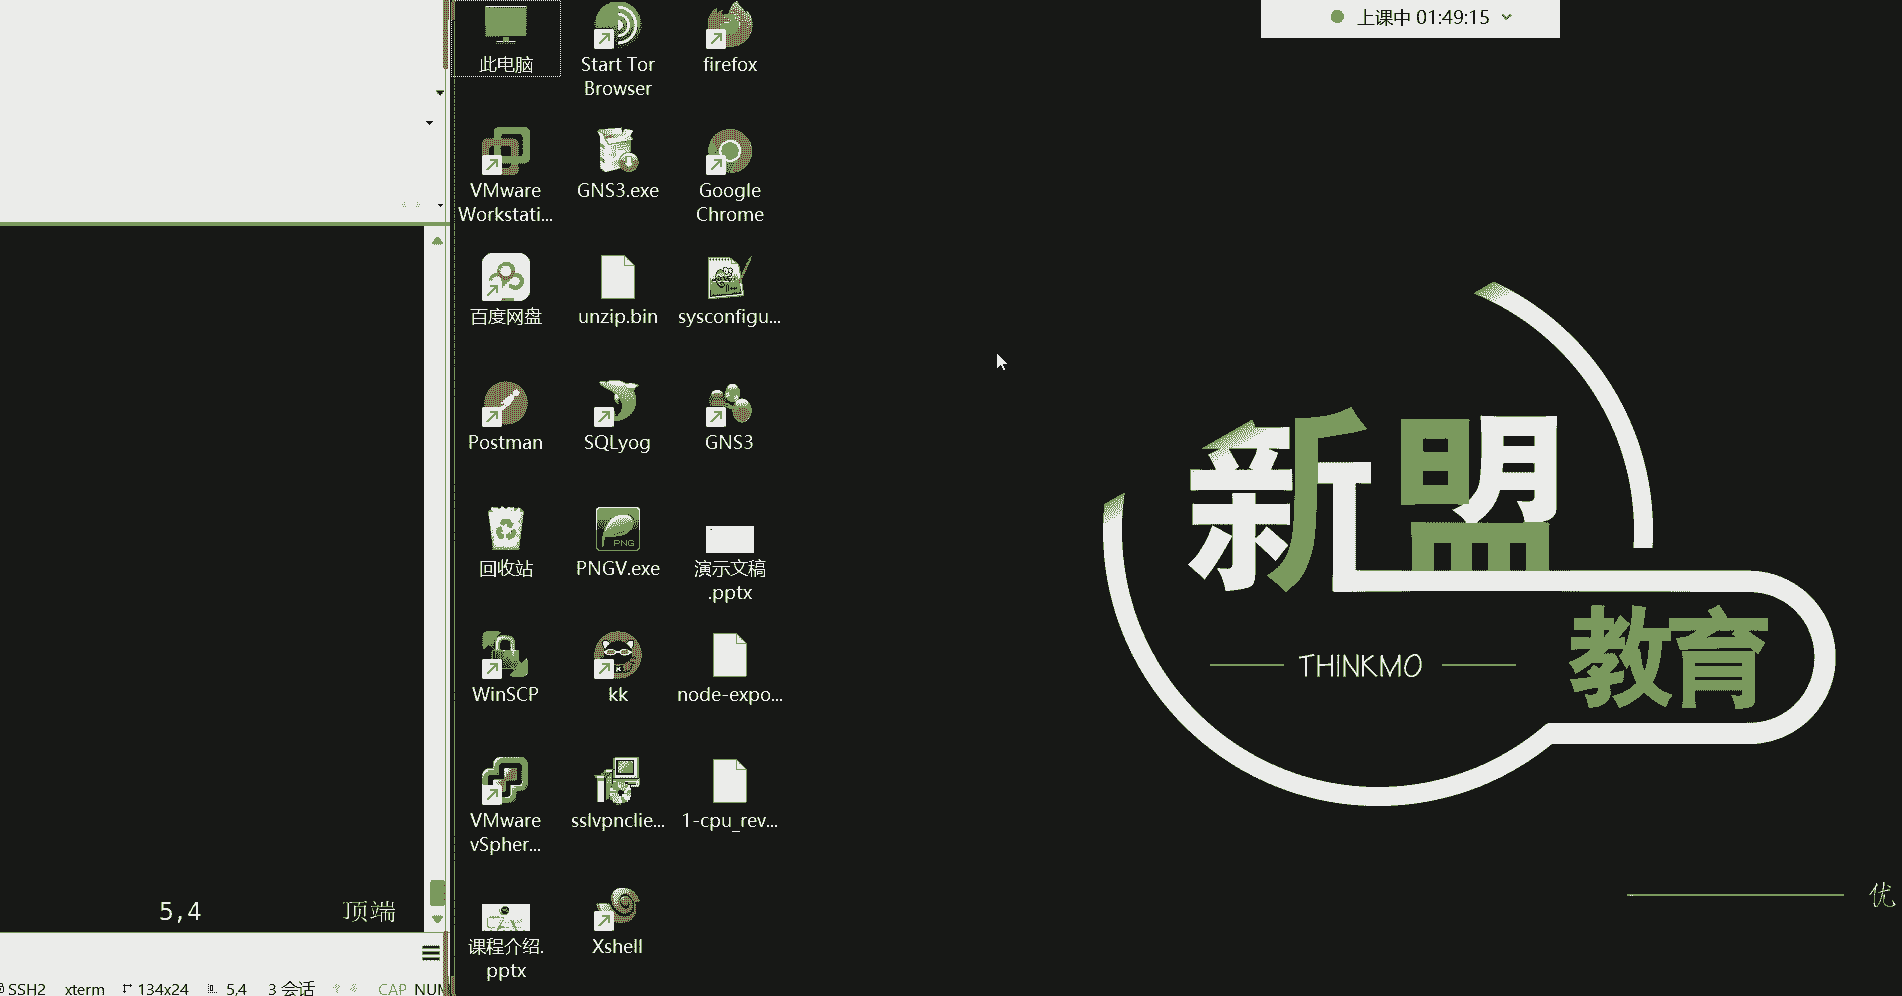 上课中 01:49:15
此电脑
Start Tor
Browser
firefox
VMware
Workstati...
GNS3.exe
Google
Chrome
百度网盘
unzip.bin
sysconfigu...
Postman
SQLyog
GNS3
回收站
PNG
PNGV.exe
演示文稿
.pptx
WinSCP
kk
node-expo...
VMware
vSpher...
sslvpnclie...
1-cpu_rev...
课程介绍.
pptx
Xshell
新盟
教育
THINKMO
优
5,4
顶端
SSH2
xterm
134x24
5,4
3 会话
CAP
NUM